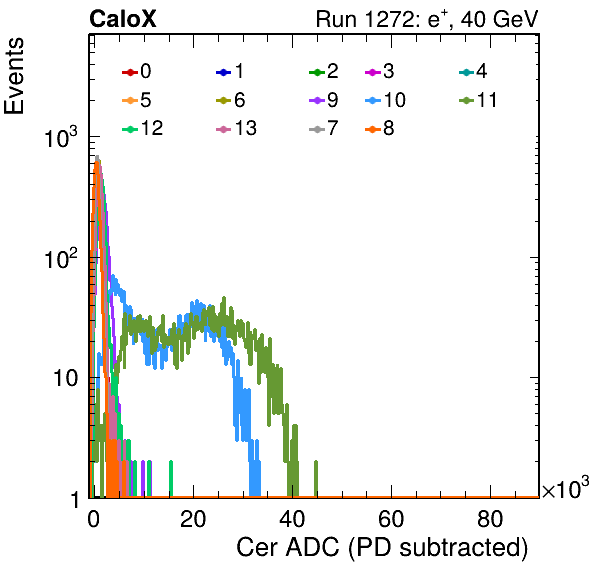 CaloX Run 1272: e⁺, 40 GeV
Events
0 1 2 3 4
5 6 9 10 11
12 13 7 8
10³
10²
10
1
0 20 40 60 80 ×10³
Cer ADC (PD subtracted)